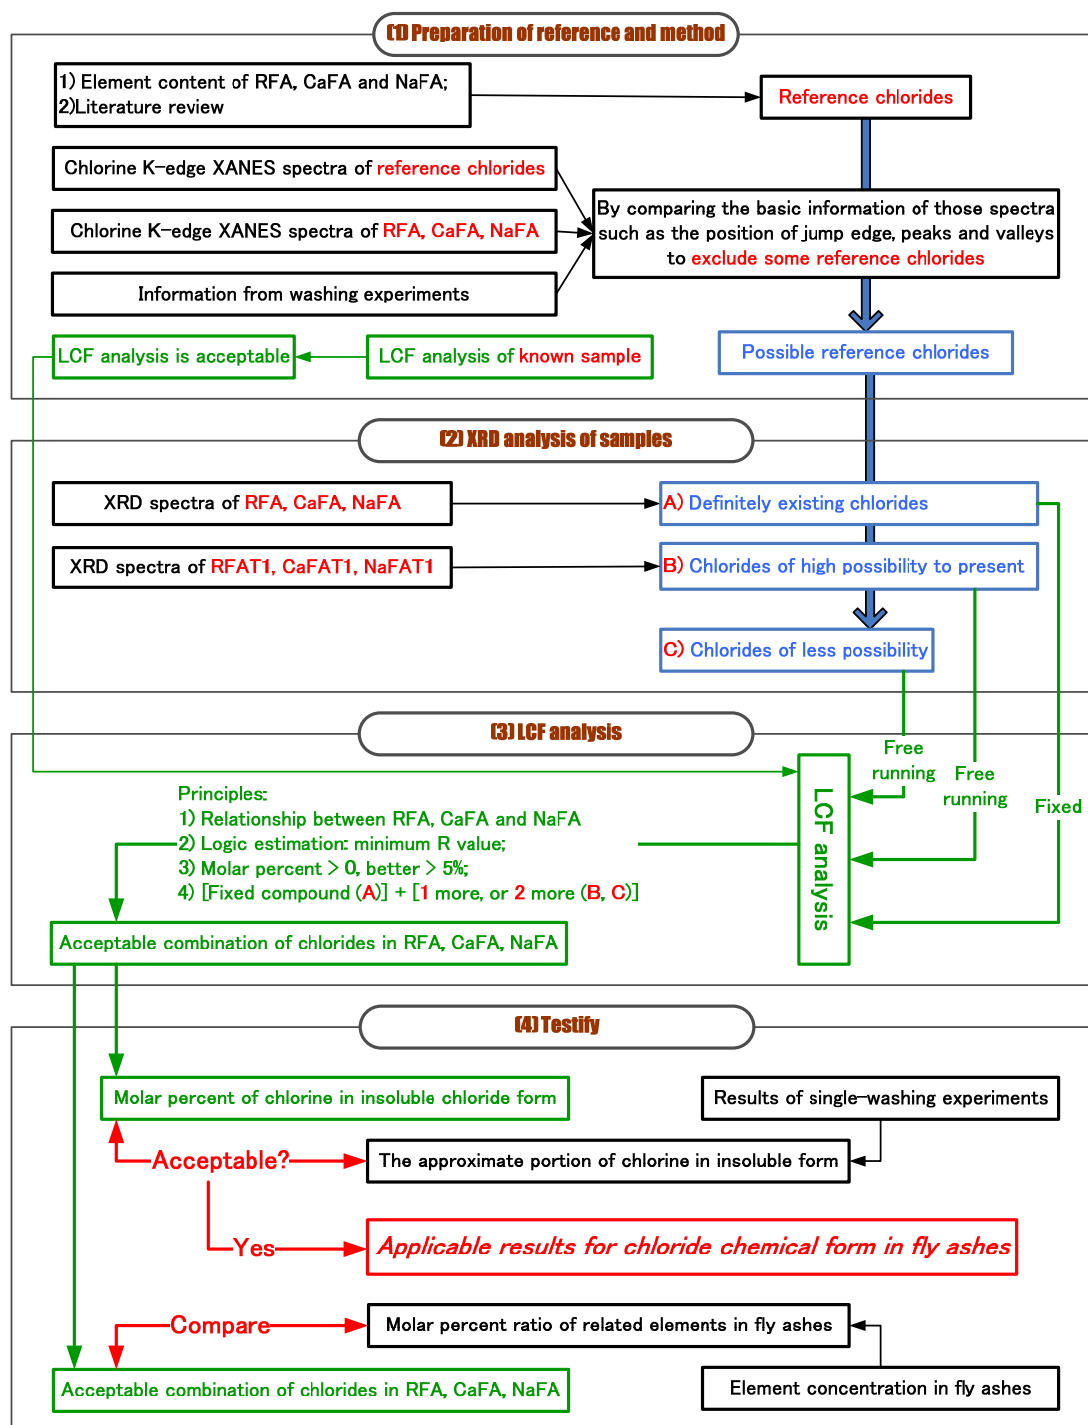 (1) Preparation of reference and method
1) Element content of RFA, CaFA and NaFA;
2)Literature review
Reference chlorides
Chlorine K-edge XANES spectra of reference chlorides
Chlorine K-edge XANES spectra of RFA, CaFA, NaFA
Information from washing experiments
By comparing the basic information of those spectra
such as the position of jump edge, peaks and valleys
to exclude some reference chlorides
LCF analysis is acceptable
LCF analysis of known sample
Possible reference chlorides
(2) XRD analysis of samples
XRD spectra of RFA, CaFA, NaFA
A) Definitely existing chlorides
XRD spectra of RFAT1, CaFAT1, NaFAT1
B) Chlorides of high possibility to present
C) Chlorides of less possibility
(3) LCF analysis
Free
running
Free
running
Fixed
LCF analysis
Principles:
1) Relationship between RFA, CaFA and NaFA
2) Logic estimation: minimum R value;
3) Molar percent > 0, better > 5%;
4) [Fixed compound (A)] + [1 more, or 2 more (B, C)]
Acceptable combination of chlorides in RFA, CaFA, NaFA
(4) Testify
Molar percent of chlorine in insoluble chloride form
Results of single-washing experiments
Acceptable?
The approximate portion of chlorine in insoluble form
Yes
Applicable results for chloride chemical form in fly ashes
Compare
Molar percent ratio of related elements in fly ashes
Acceptable combination of chlorides in RFA, CaFA, NaFA
Element concentration in fly ashes